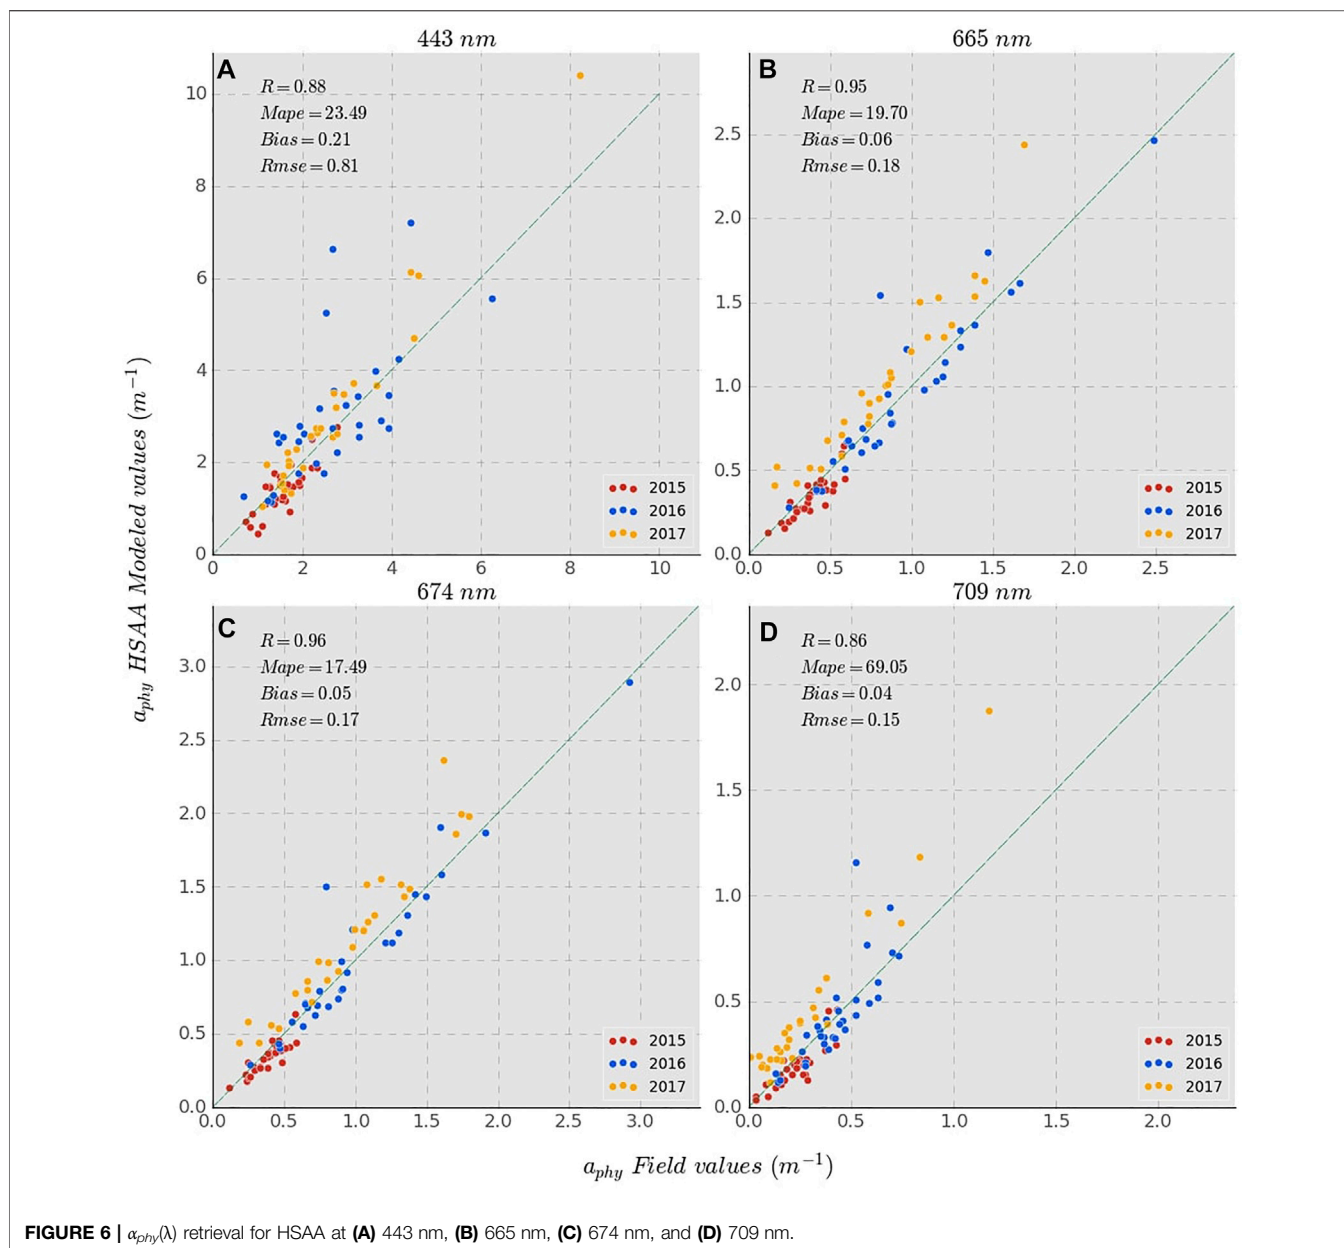 443 nm
A
R = 0.88
Mape = 23.49
Bias = 0.21
Rmse = 0.81
10
8
6
4
2
0
0 2 4 6 8 10
2015
2016
2017
665 nm
B
R = 0.95
Mape = 19.70
Bias = 0.06
Rmse = 0.18
2.5
2.0
1.5
1.0
0.5
0.0
0.0 0.5 1.0 1.5 2.0 2.5
2015
2016
2017
a_phy HSAA Modeled values (m⁻¹)
674 nm
C
R = 0.96
Mape = 17.49
Bias = 0.05
Rmse = 0.17
3.0
2.5
2.0
1.5
1.0
0.5
0.0
0.0 0.5 1.0 1.5 2.0 2.5 3.0
2015
2016
2017
709 nm
D
R = 0.86
Mape = 69.05
Bias = 0.04
Rmse = 0.15
2.0
1.5
1.0
0.5
0.0
0.0 0.5 1.0 1.5 2.0
2015
2016
2017
a_phy Field values (m⁻¹)
FIGURE 6 | α_phy(λ) retrieval for HSAA at (A) 443 nm, (B) 665 nm, (C) 674 nm, and (D) 709 nm.